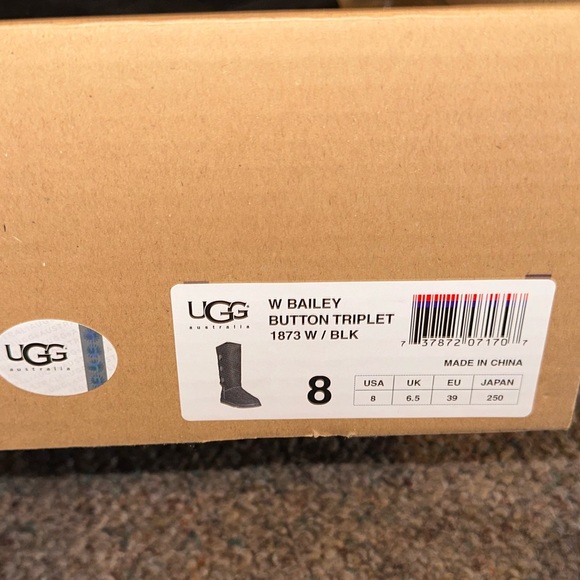 UGG
australia
UGG
australia
W BAILEY
BUTTON TRIPLET
1873 W / BLK
7 37872 07170 7
MADE IN CHINA
8
USA UK EU JAPAN
8 6.5 39 250